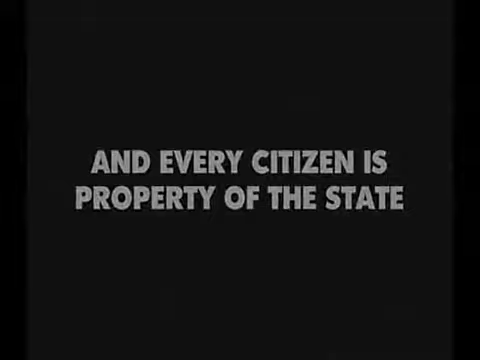 AND EVERY CITIZEN IS
PROPERTY OF THE STATE